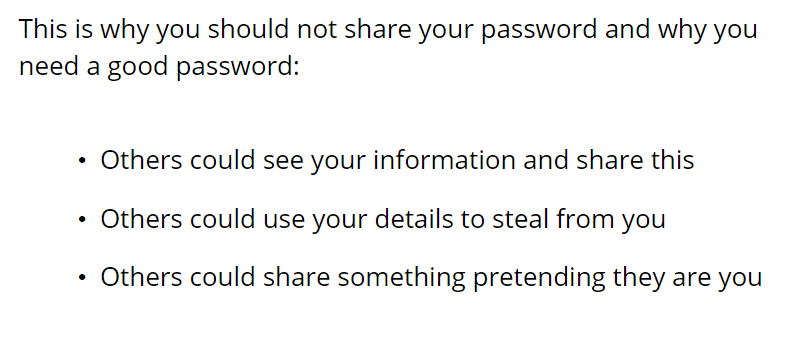 This is why you should not share your password and why you
need a good password:
• Others could see your information and share this
• Others could use your details to steal from you
• Others could share something pretending they are you